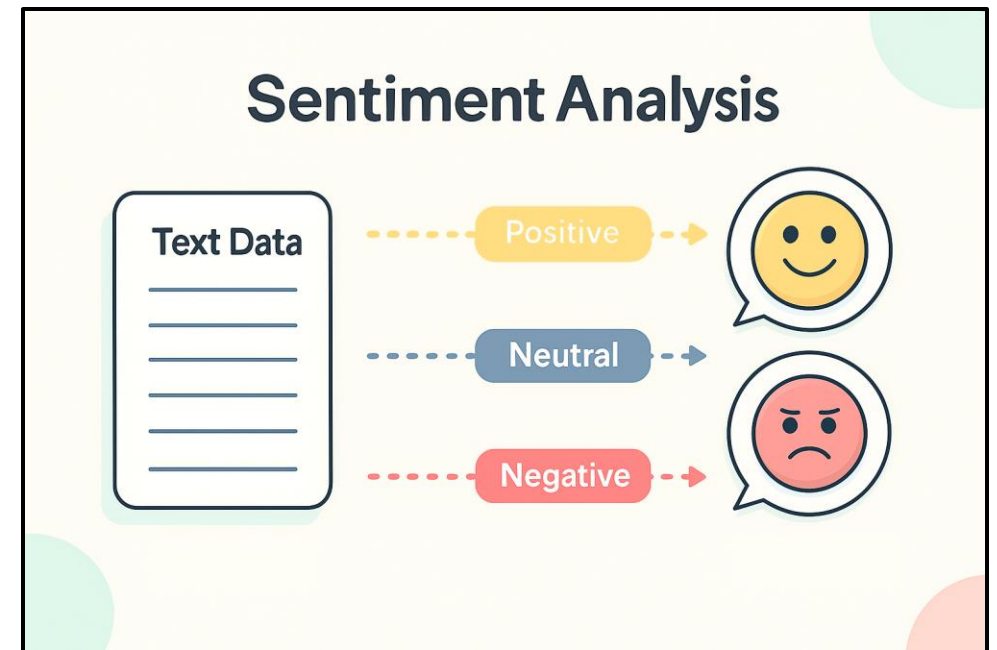 Sentiment Analysis
Text Data
Positive
Neutral
Negative